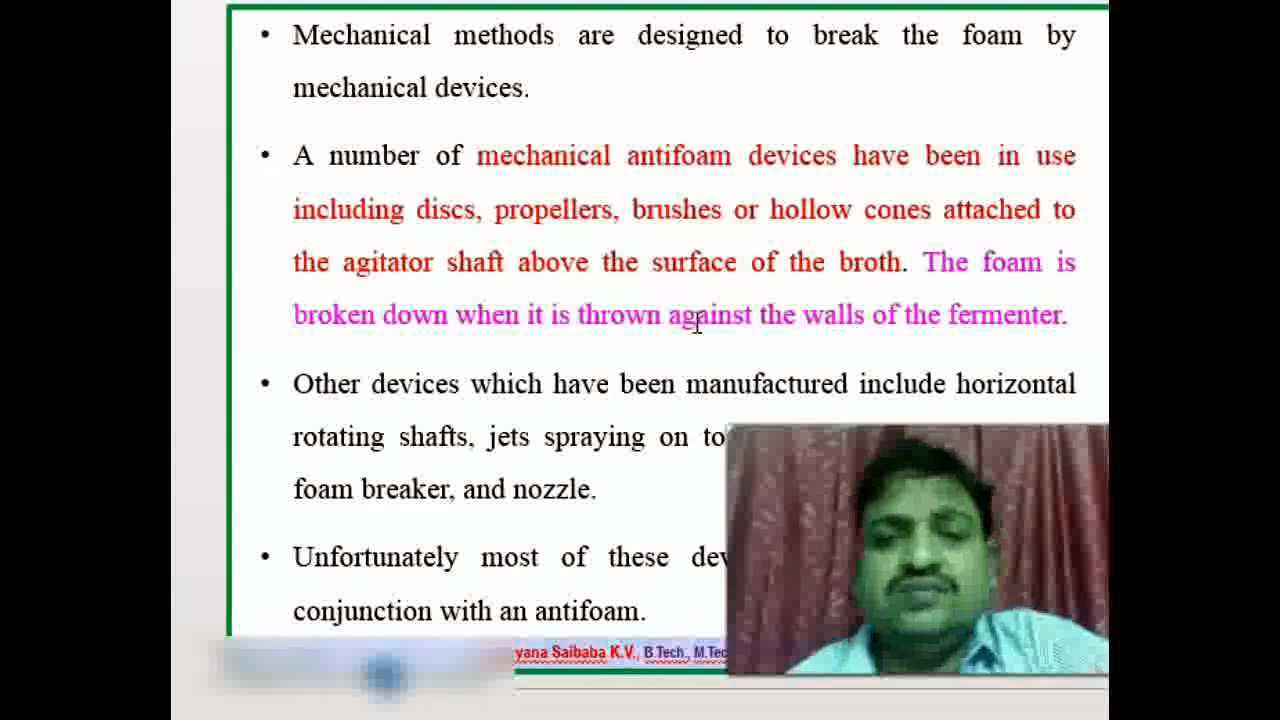 • Mechanical methods are designed to break the foam by
mechanical devices.
• A number of mechanical antifoam devices have been in use
including discs, propellers, brushes or hollow cones attached to
the agitator shaft above the surface of the broth. The foam is
broken down when it is thrown against the walls of the fermenter.
• Other devices which have been manufactured include horizontal
rotating shafts, jets spraying on to
foam breaker, and nozzle.
• Unfortunately most of these
conjunction with an antifoam.
yana Saibaba K.V., B.Tech., M.Tec